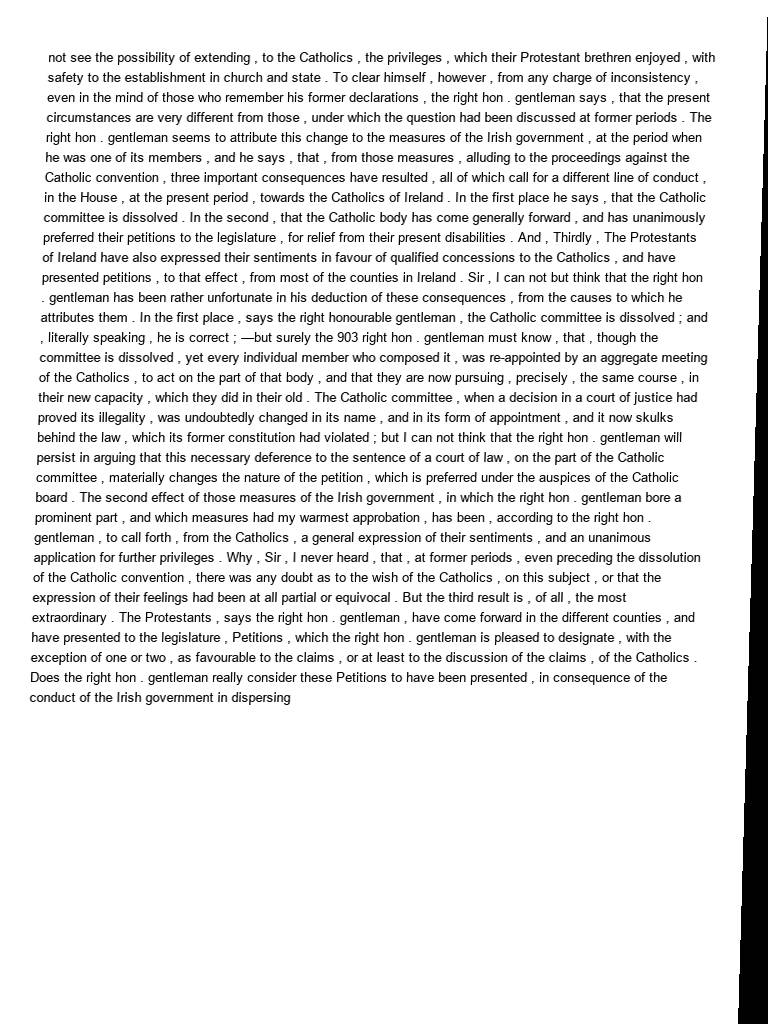 not see the possibility of extending , to the Catholics , the privileges , which their Protestant brethren enjoyed , with
safety to the establishment in church and state . To clear himself , however , from any charge of inconsistency ,
even in the mind of those who remember his former declarations , the right hon . gentleman says , that the present
circumstances are very different from those , under which the question had been discussed at former periods . The
right hon . gentleman seems to attribute this change to the measures of the Irish government , at the period when
he was one of its members , and he says , that , from those measures , alluding to the proceedings against the
Catholic convention , three important consequences have resulted , all of which call for a different line of conduct ,
in the House , at the present period , towards the Catholics of Ireland . In the first place he says , that the Catholic
committee is dissolved . In the second , that the Catholic body has come generally forward , and has unanimously
preferred their petitions to the legislature , for relief from their present disabilities . And , Thirdly , The Protestants
of Ireland have also expressed their sentiments in favour of qualified concessions to the Catholics , and have
presented petitions , to that effect , from most of the counties in Ireland . Sir , I can not but think that the right hon
. gentleman has been rather unfortunate in his deduction of these consequences , from the causes to which he
attributes them . In the first place , says the right honourable gentleman , the Catholic committee is dissolved ; and
, literally speaking , he is correct ; —but surely the 903 right hon . gentleman must know , that , though the
committee is dissolved , yet every individual member who composed it , was re-appointed by an aggregate meeting
of the Catholics , to act on the part of that body , and that they are now pursuing , precisely , the same course , in
their new capacity , which they did in their old . The Catholic committee , when a decision in a court of justice had
proved its illegality , was undoubtedly changed in its name , and in its form of appointment , and it now skulks
behind the law , which its former constitution had violated ; but I can not think that the right hon . gentleman will
persist in arguing that this necessary deference to the sentence of a court of law , on the part of the Catholic
committee , materially changes the nature of the petition , which is preferred under the auspices of the Catholic
board . The second effect of those measures of the Irish government , in which the right hon . gentleman bore a
prominent part , and which measures had my warmest approbation , has been , according to the right hon .
gentleman , to call forth , from the Catholics , a general expression of their sentiments , and an unanimous
application for further privileges . Why , Sir , I never heard , that , at former periods , even preceding the dissolution
of the Catholic convention , there was any doubt as to the wish of the Catholics , on this subject , or that the
expression of their feelings had been at all partial or equivocal . But the third result is , of all , the most
extraordinary . The Protestants , says the right hon . gentleman , have come forward in the different counties , and
have presented to the legislature , Petitions , which the right hon . gentleman is pleased to designate , with the
exception of one or two , as favourable to the claims , or at least to the discussion of the claims , of the Catholics .
Does the right hon . gentleman really consider these Petitions to have been presented , in consequence of the
conduct of the Irish government in dispersing